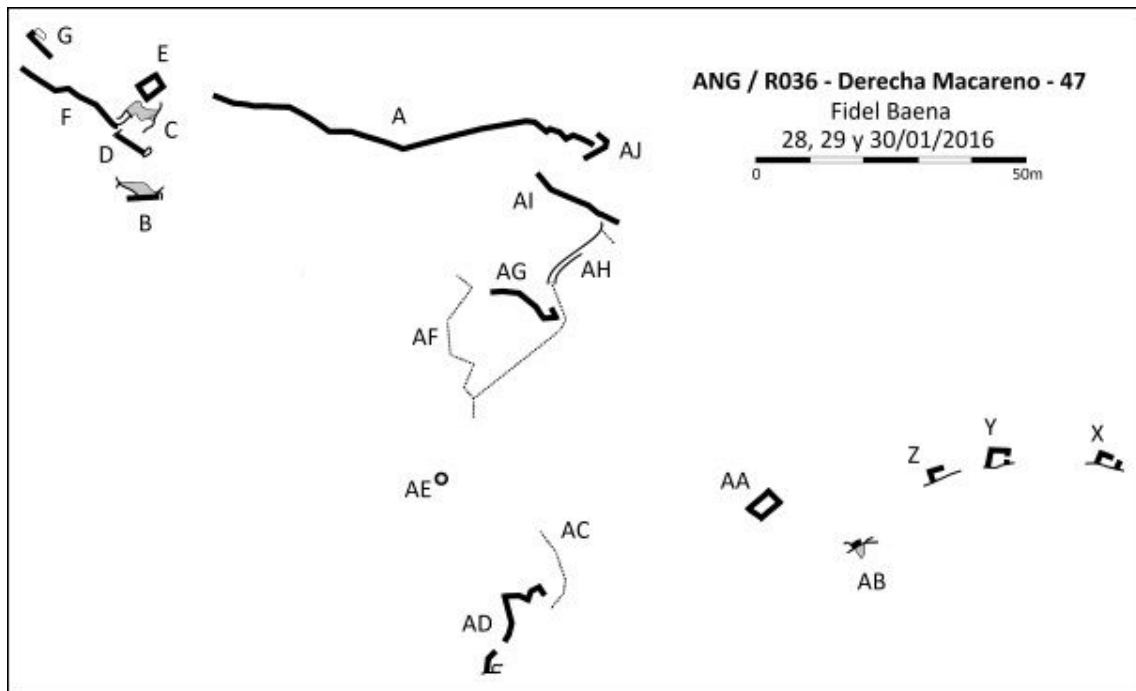 G
E
ANG / R036 - Derecha Macareno - 47
Fidel Baena
28, 29 y 30/01/2016
0 50m
F
C
A
D
AJ
B
AI
AG
AH
AF
Z
Y
X
AE
AA
AC
AB
AD